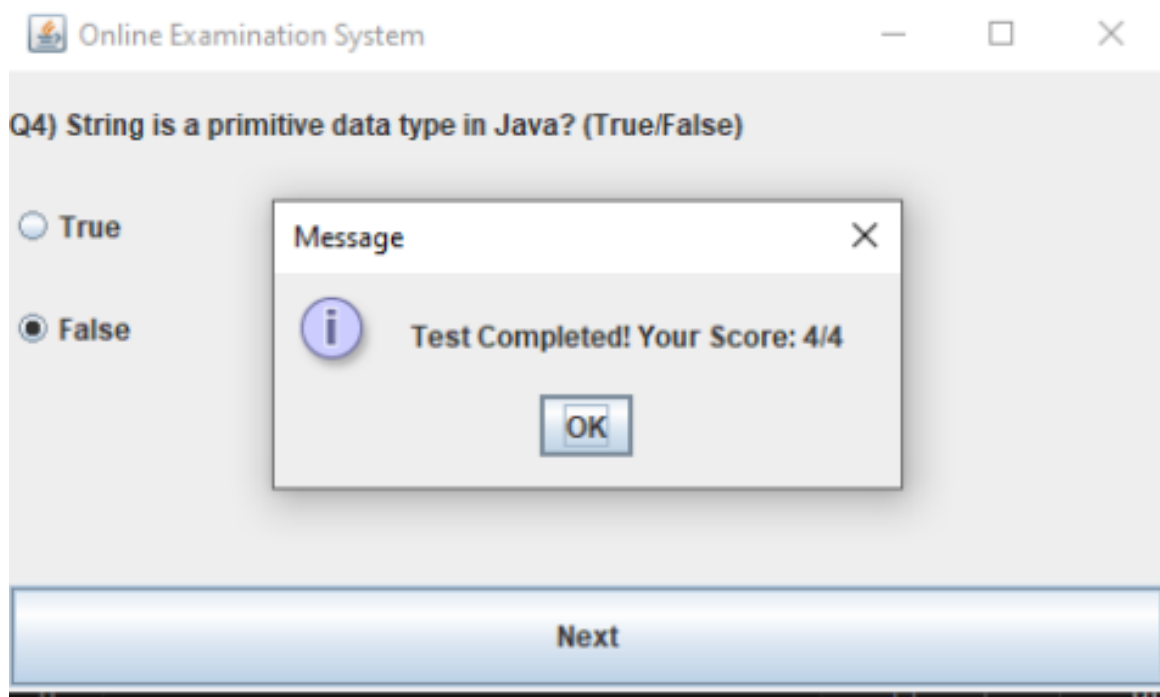 Online Examination System
Q4) String is a primitive data type in Java? (True/False)
True
Message
False
Test Completed! Your Score: 4/4
OK
Next